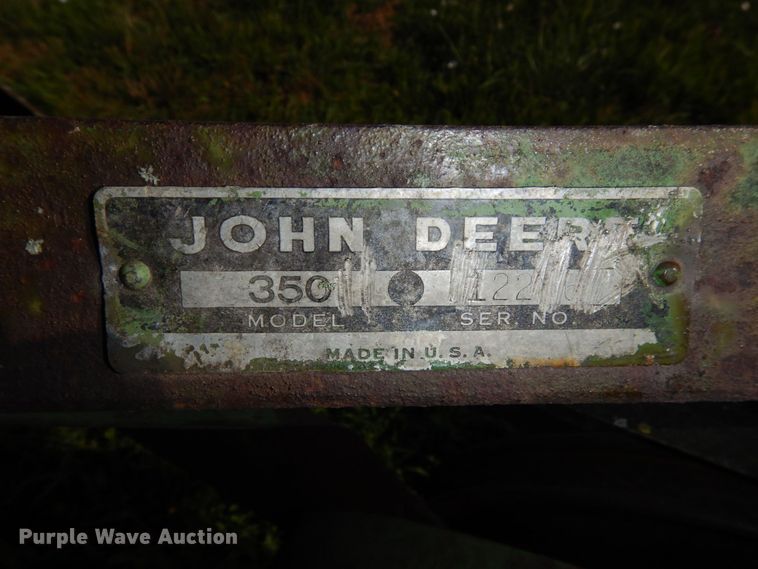 JOHN DEERE
350
MODEL SER. NO.
MADE IN U.S.A.
Purple Wave Auction